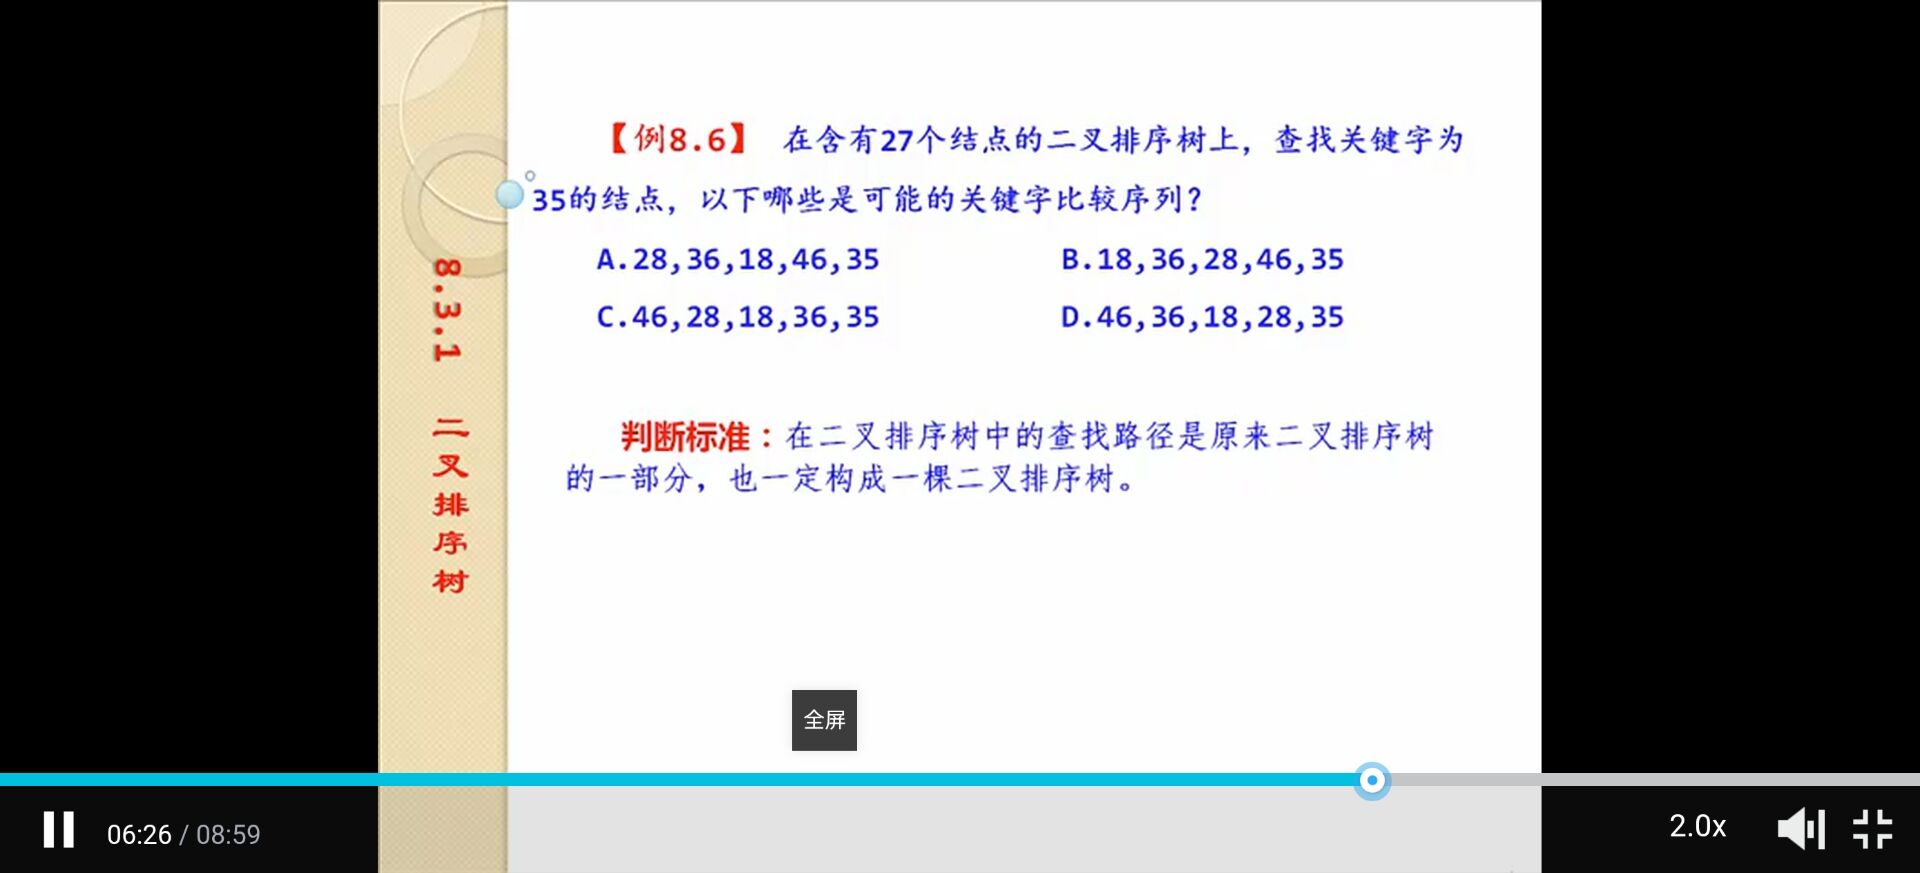 8.3.1 二叉排序树
【例8.6】 在含有27个结点的二叉排序树上，查找关键字为
35的结点，以下哪些是可能的关键字比较序列？
A.28,36,18,46,35 B.18,36,28,46,35
C.46,28,18,36,35 D.46,36,18,28,35
判断标准：在二叉排序树中的查找路径是原来二叉排序树
的一部分，也一定构成一棵二叉排序树。
全屏
06:26 / 08:59 2.0x